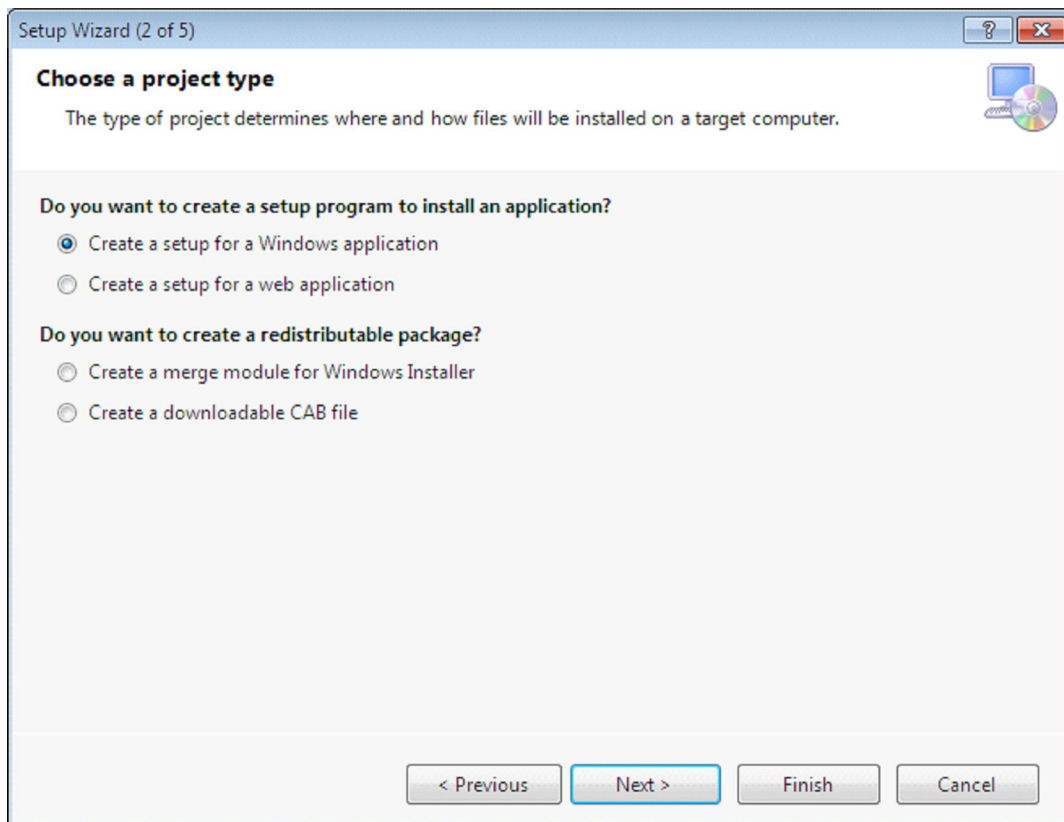 Setup Wizard (2 of 5)
?
Choose a project type
The type of project determines where and how files will be installed on a target computer.
Do you want to create a setup program to install an application?
Create a setup for a Windows application
Create a setup for a web application
Do you want to create a redistributable package?
Create a merge module for Windows Installer
Create a downloadable CAB file
< Previous Next > Finish Cancel